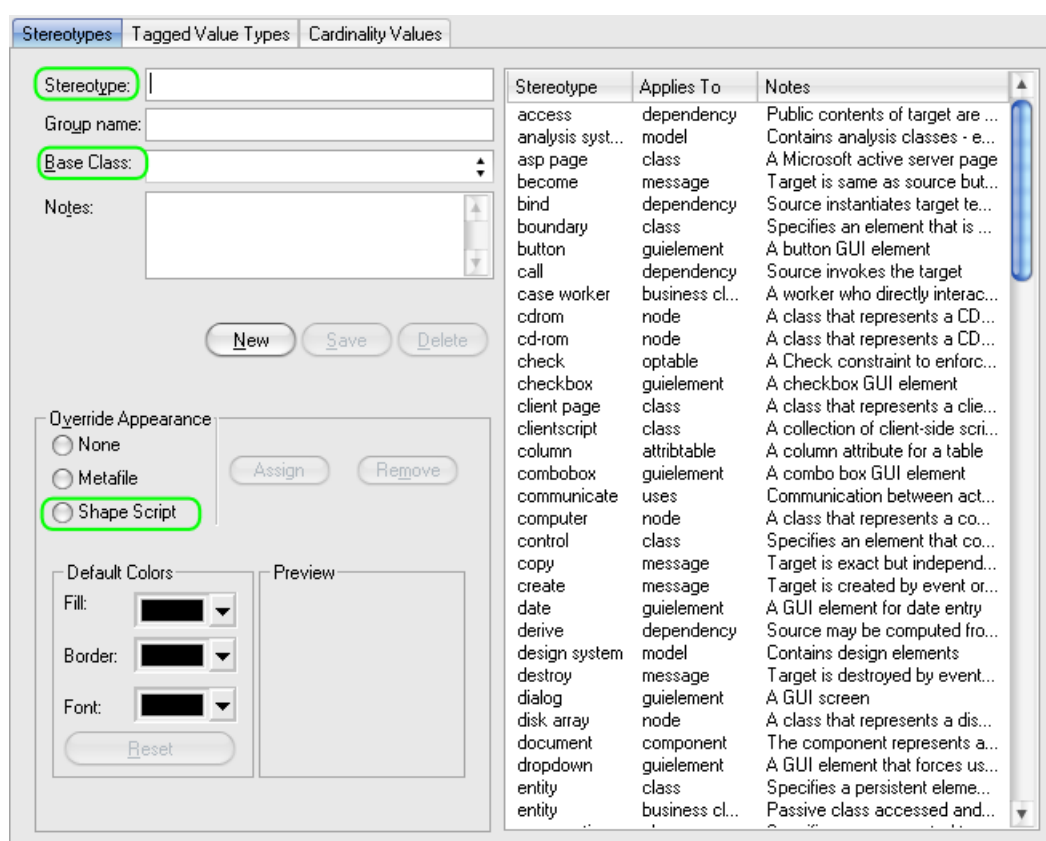 Stereotypes Tagged Value Types Cardinality Values
Stereotype:
Group name:
Base Class:
Notes:
New Save Delete
Override Appearance
None
Metafile
Shape Script
Assign Remove
Default Colors
Fill:
Border:
Font:
Reset
Preview
Stereotype Applies To Notes
access dependency Public contents of target are ...
analysis syst... model Contains analysis classes - e...
asp page class A Microsoft active server page
become message Target is same as source but...
bind dependency Source instantiates target te...
boundary class Specifies an element that is ...
button guielement A button GUI element
call dependency Source invokes the target
case worker business cl... A worker who directly interac...
cdrom node A class that represents a CD...
cd-rom node A class that represents a CD...
check optable A Check constraint to enforc...
checkbox guielement A checkbox GUI element
client page class A class that represents a clie...
clientscript class A collection of client-side scri...
column attribtable A column attribute for a table
combobox guielement A combo box GUI element
communicate uses Communication between act...
computer node A class that represents a co...
control class Specifies an element that co...
copy message Target is exact but independ...
create message Target is created by event or...
date guielement A GUI element for date entry
derive dependency Source may be computed fro...
design system model Contains design elements
destroy message Target is destroyed by event...
dialog guielement A GUI screen
disk array node A class that represents a dis...
document component The component represents a...
dropdown guielement A GUI element that forces us...
entity class Specifies a persistent eleme...
entity business cl... Passive class accessed and...